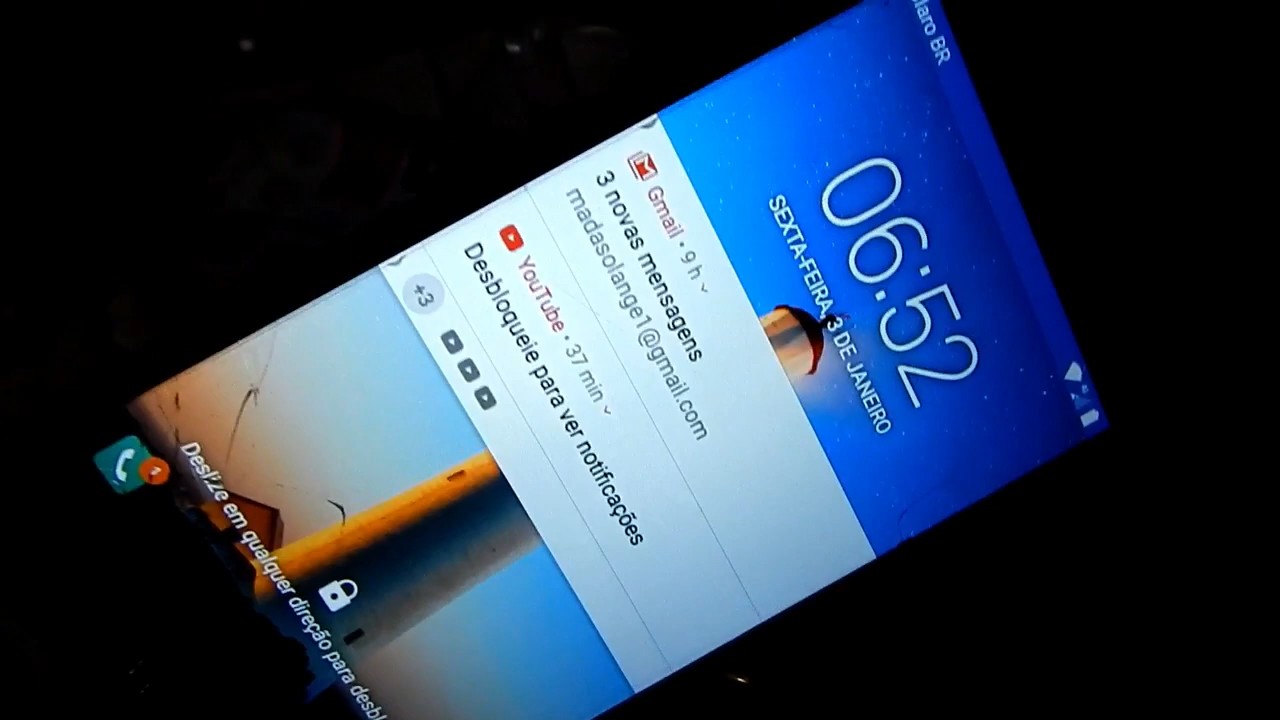 laro BR
06:52
SEXTA-FEIRA, 3 DE JANEIRO
Gmail • 9 h
3 novas mensagens
madasolange1@gmail.com
YouTube • 37 min
Desbloqueie para ver notificações
+3
Deslize em qualquer direção para desbl